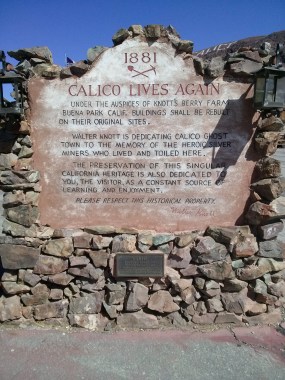 1881
CALICO LIVES AGAIN
UNDER THE AUSPICES OF KNOTT'S BERRY FARM
BUENA PARK CALIF. BUILDINGS SHALL BE REBUILT
ON THEIR ORIGINAL SITES.
WALTER KNOTT IS DEDICATING CALICO GHOST
TOWN TO THE MEMORY OF THE HEROIC SILVER
MINERS WHO LIVED AND TOILED HERE.
THE PRESERVATION OF THIS SINGULAR
CALIFORNIA HERITAGE IS ALSO DEDICATED TO
YOU, THE VISITOR, AS A CONSTANT SOURCE OF
LEARNING AND ENJOYMENT.
PLEASE RESPECT THIS HISTORICAL PROPERTY.